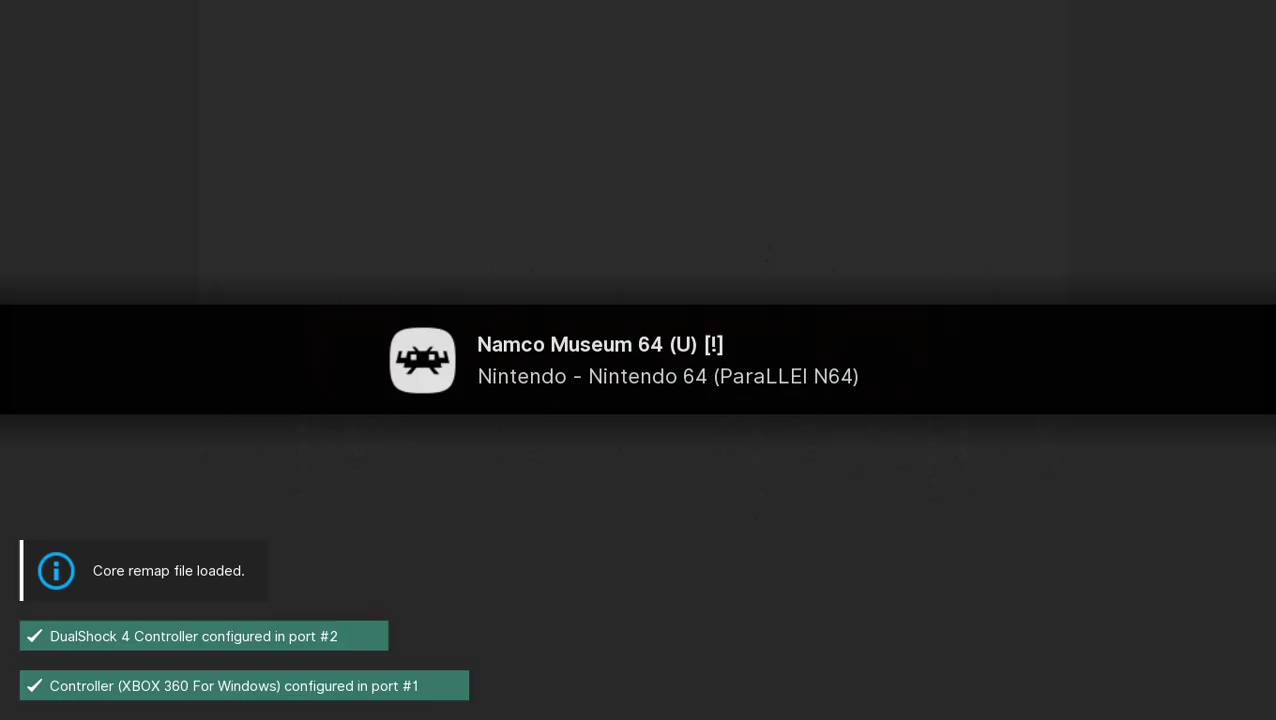 Namco Museum 64 (U) [!]
Nintendo - Nintendo 64 (ParaLLEl N64)
Core remap file loaded.
DualShock 4 Controller configured in port #2
Controller (XBOX 360 For Windows) configured in port #1